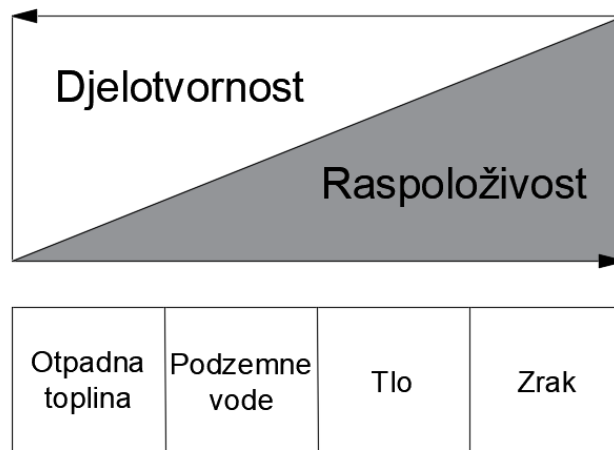 Djelotvornost
Raspoloživost
Otpadna
toplina
Podzemne
vode
Tlo
Zrak